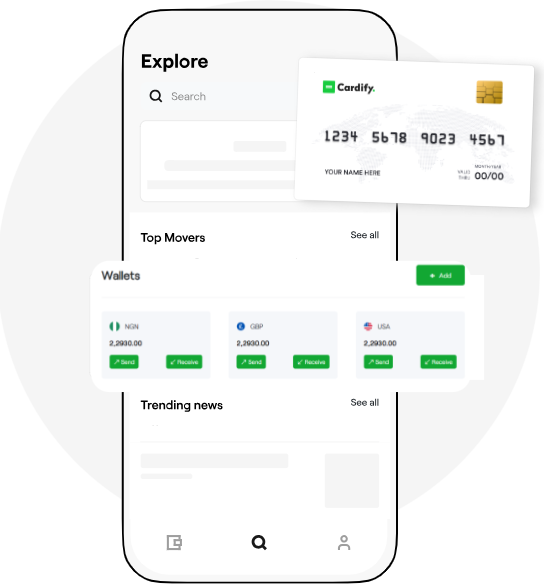 Explore
Search
Cardify.
1234 5678 9023 4567
MONTH/YEAR
VALID THRU 00/00
YOUR NAME HERE
Top Movers See all
Wallets + Add
NGN GBP USA
2,2930.00 2,2930.00 2,2930.00
Send Receive Send Receive Send Receive
Trending news See all